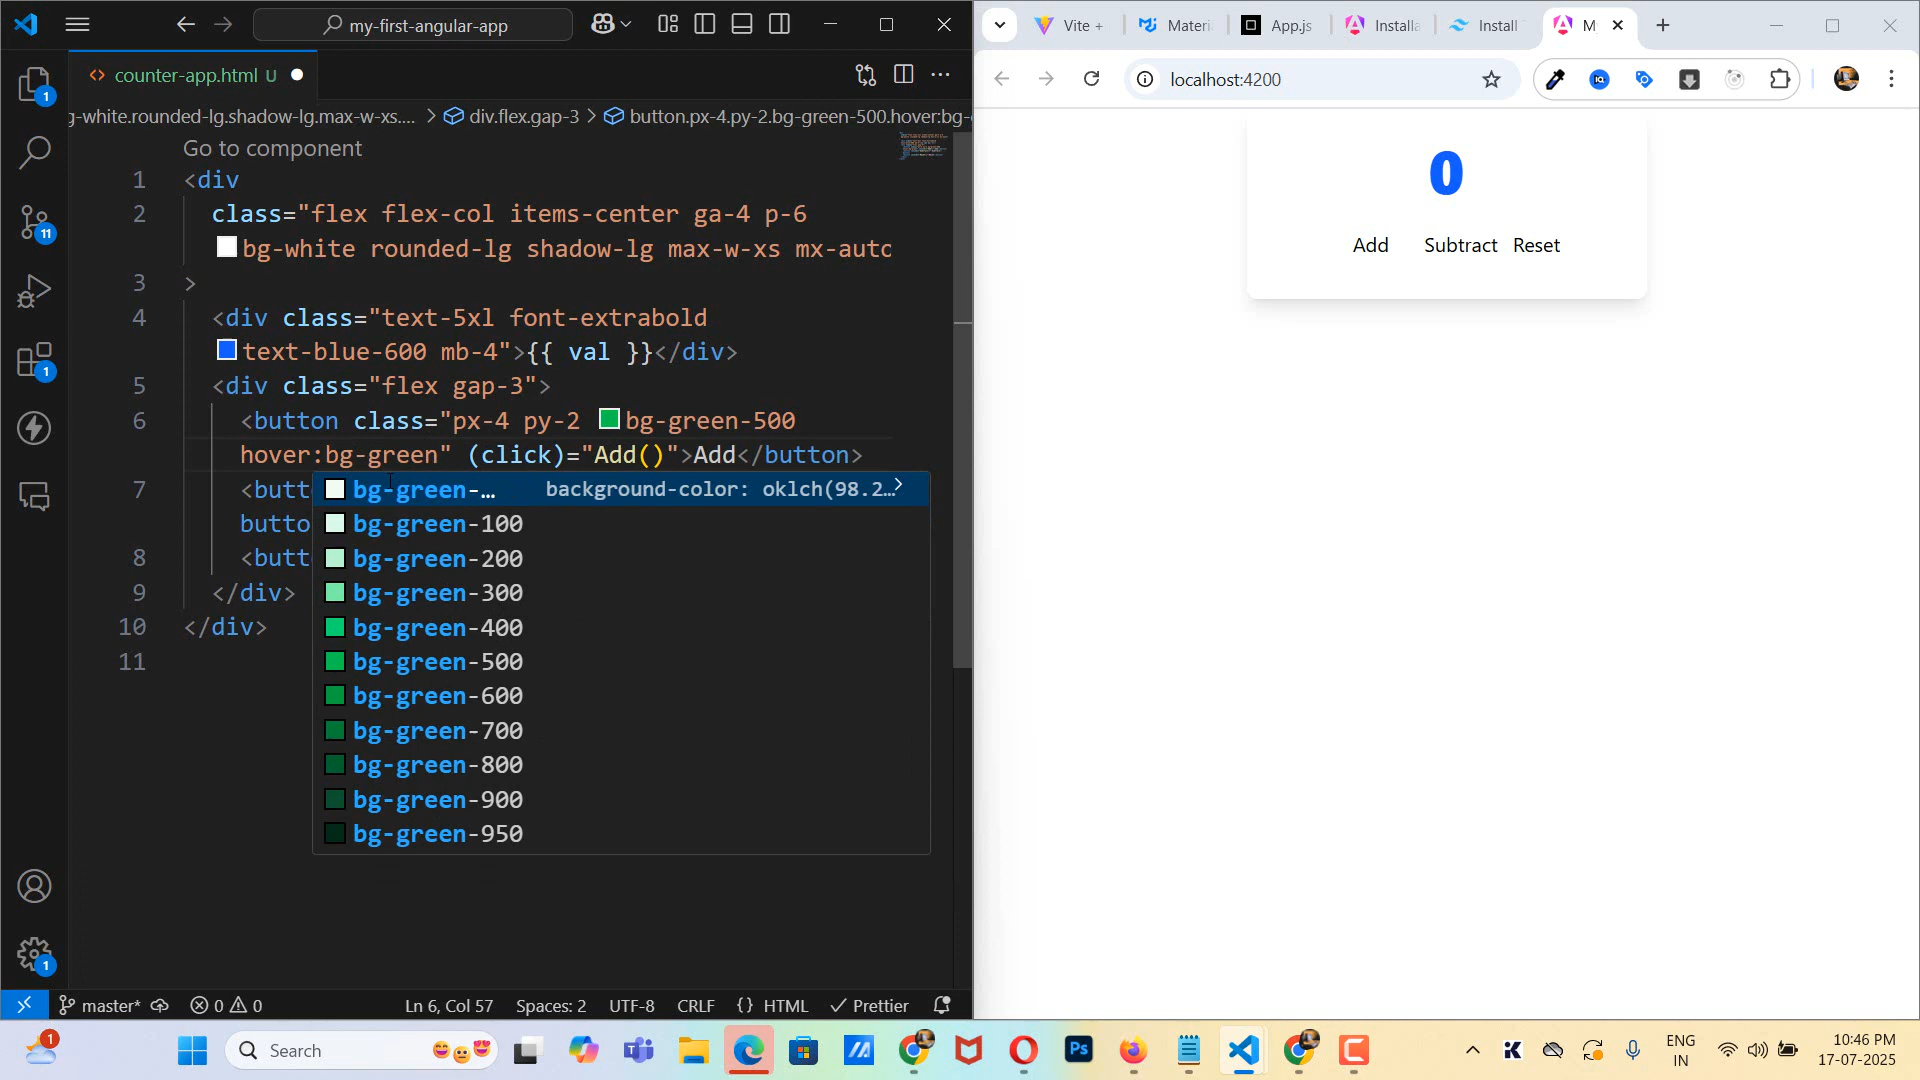 my-first-angular-app
counter-app.html U
g-white.rounded-lg.shadow-lg.max-w-xs.... > div.flex.gap-3 > button.px-4.py-2.bg-green-500.hover:bg-
Go to component
1 <div
2 class="flex flex-col items-center ga-4 p-6
bg-white rounded-lg shadow-lg max-w-xs mx-auto
3 >
4 <div class="text-5xl font-extrabold
text-blue-600 mb-4">{{ val }}</div>
5 <div class="flex gap-3">
6 <button class="px-4 py-2 bg-green-500
hover:bg-green" (click)="Add()">Add</button>
7 <butt
button
8 <butt
9 </div>
10 </div>
11
bg-green-… background-color: oklch(98.2…
bg-green-100
bg-green-200
bg-green-300
bg-green-400
bg-green-500
bg-green-600
bg-green-700
bg-green-800
bg-green-900
bg-green-950
1
11
1
1
master* 0 0 Ln 6, Col 57 Spaces: 2 UTF-8 CRLF {} HTML Prettier
Vite + Materi App.js Installa Install M
localhost:4200
0
Add Subtract Reset
1
Search
Ps
ENG
IN
10:46 PM
17-07-2025